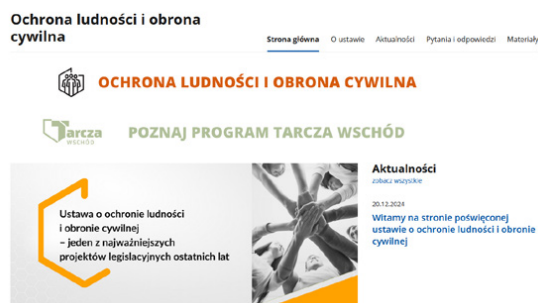 Ochrona ludności i obrona
cywilna
Strona główna O ustawie Aktualności Pytania i odpowiedzi Materiały
OCHRONA LUDNOŚCI I OBRONA CYWILNA
Tarcza
WSCHÓD
POZNAJ PROGRAM TARCZA WSCHÓD
Ustawa o ochronie ludności
i obronie cywilnej
– jeden z najważniejszych
projektów legislacyjnych ostatnich lat
Aktualności
zobacz wszystkie
20.12.2024
Witamy na stronie poświęconej
ustawie o ochronie ludności i obronie
cywilnej